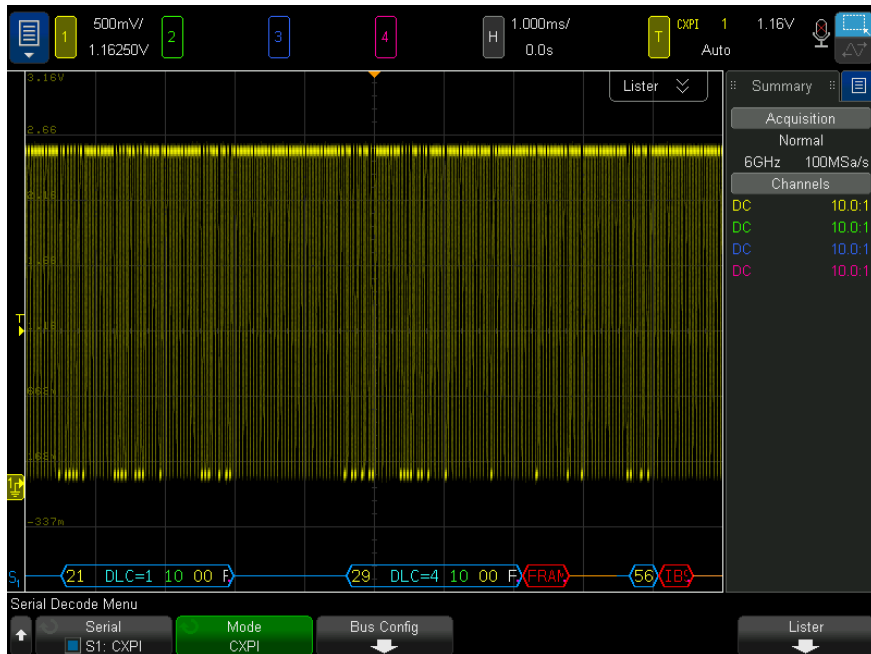 1 500mV/ 1.16250V 2 3 4 H 1.000ms/ 0.0s T CXPI 1 1.16V Auto
3.16V
Lister
Summary
Acquisition
Normal
6GHz 100MSa/s
Channels
DC 10.0:1
DC 10.0:1
DC 10.0:1
DC 10.0:1
2.66
T
-337m
S1 21 DLC=1 10 00 29 DLC=4 10 00 FRAM 56 IBS
Serial Decode Menu
Serial
S1: CXPI
Mode
CXPI
Bus Config
Lister